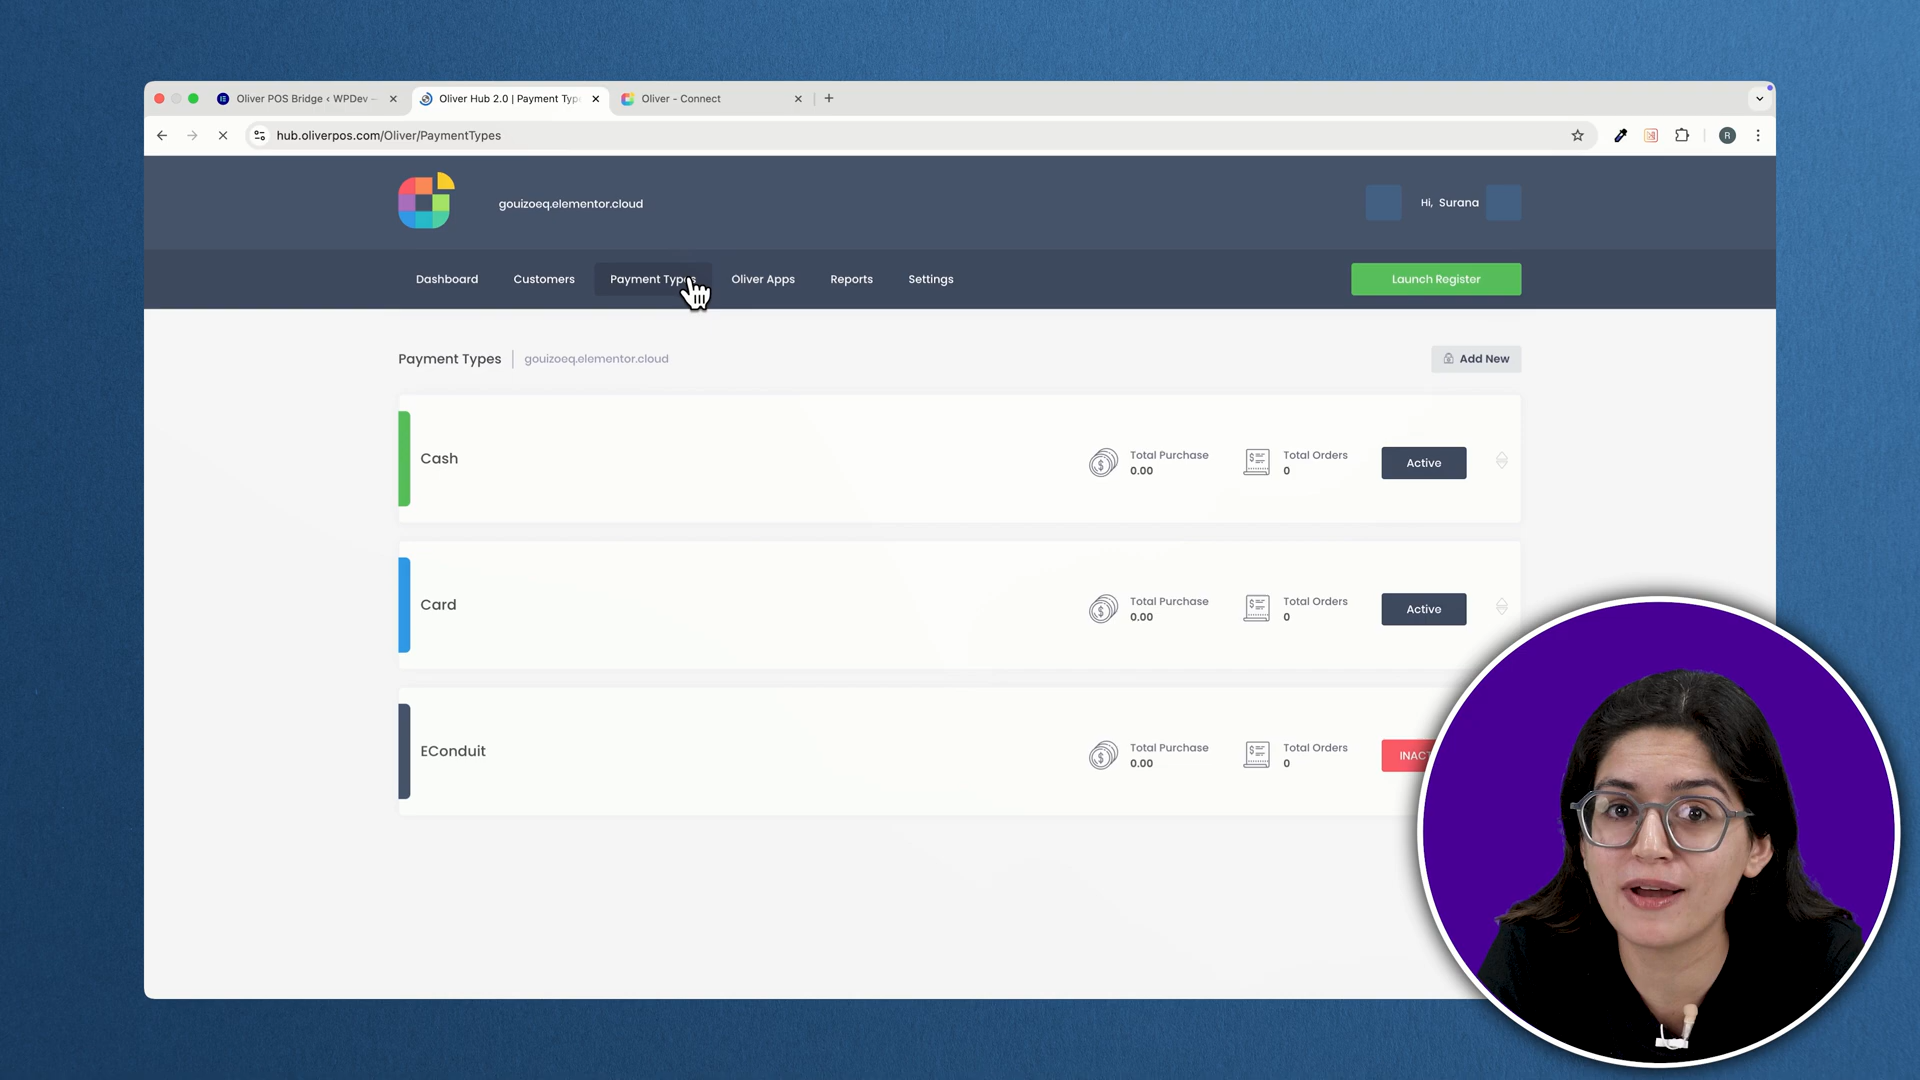 Oliver POS Bridge ‹ WPDev
Oliver Hub 2.0 | Payment Typ
Oliver - Connect
hub.oliverpos.com/Oliver/PaymentTypes
R
gouizoeq.elementor.cloud
Hi, Surana
Dashboard
Customers
Payment Types
Oliver Apps
Reports
Settings
Launch Register
Payment Types
gouizoeq.elementor.cloud
Add New
Cash
Total Purchase
0.00
Total Orders
0
Active
Card
Total Purchase
0.00
Total Orders
0
Active
EConduit
Total Purchase
0.00
Total Orders
0
INAC